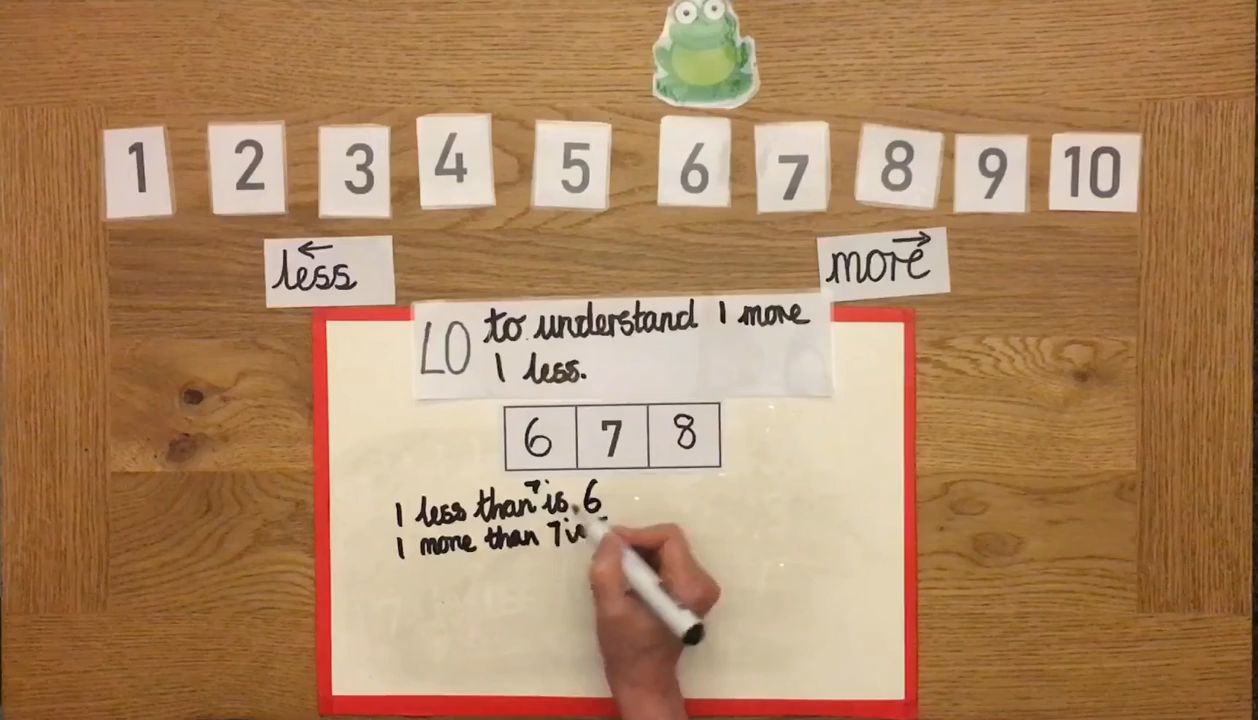 1 2 3 4 5 6 7 8 9 10
less
more
LO to understand 1 more
1 less.
6 7 8
1 less than 7 is 6
1 more than 7